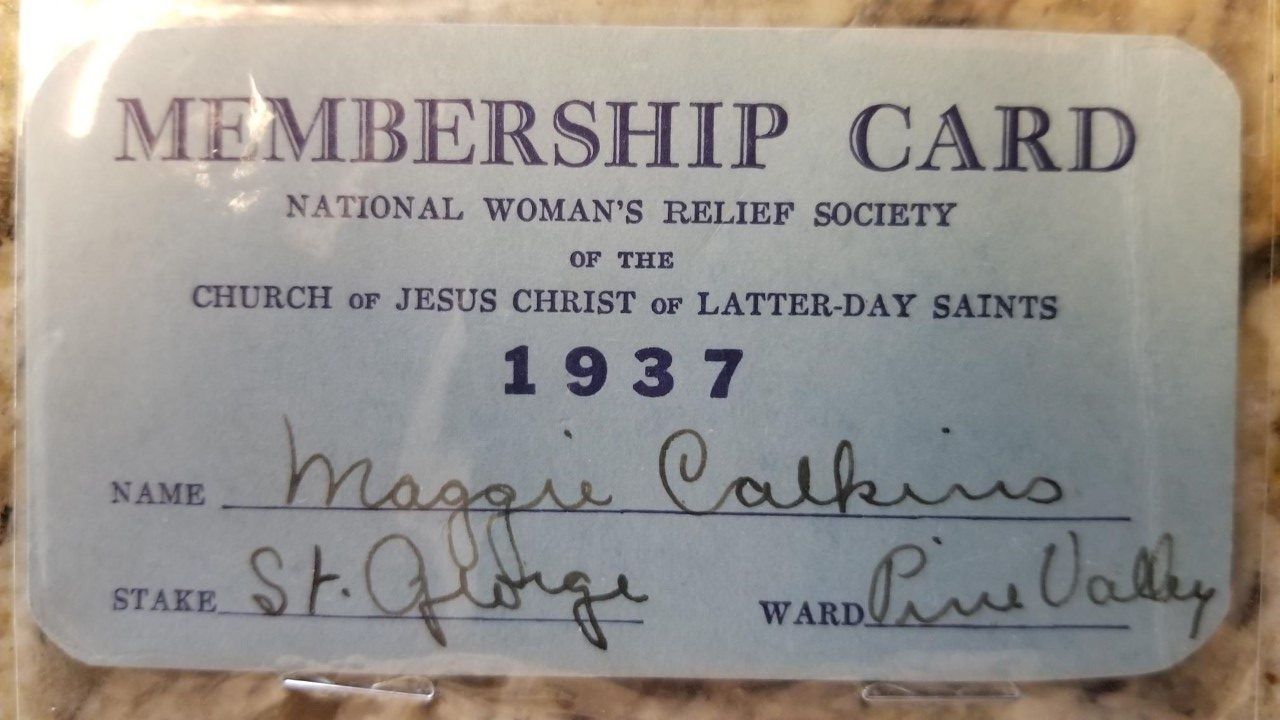 MEMBERSHIP CARD
NATIONAL WOMAN'S RELIEF SOCIETY
OF THE
CHURCH OF JESUS CHRIST OF LATTER-DAY SAINTS
1937
NAME Maggie Calkins
STAKE St. George WARD Pine Valley